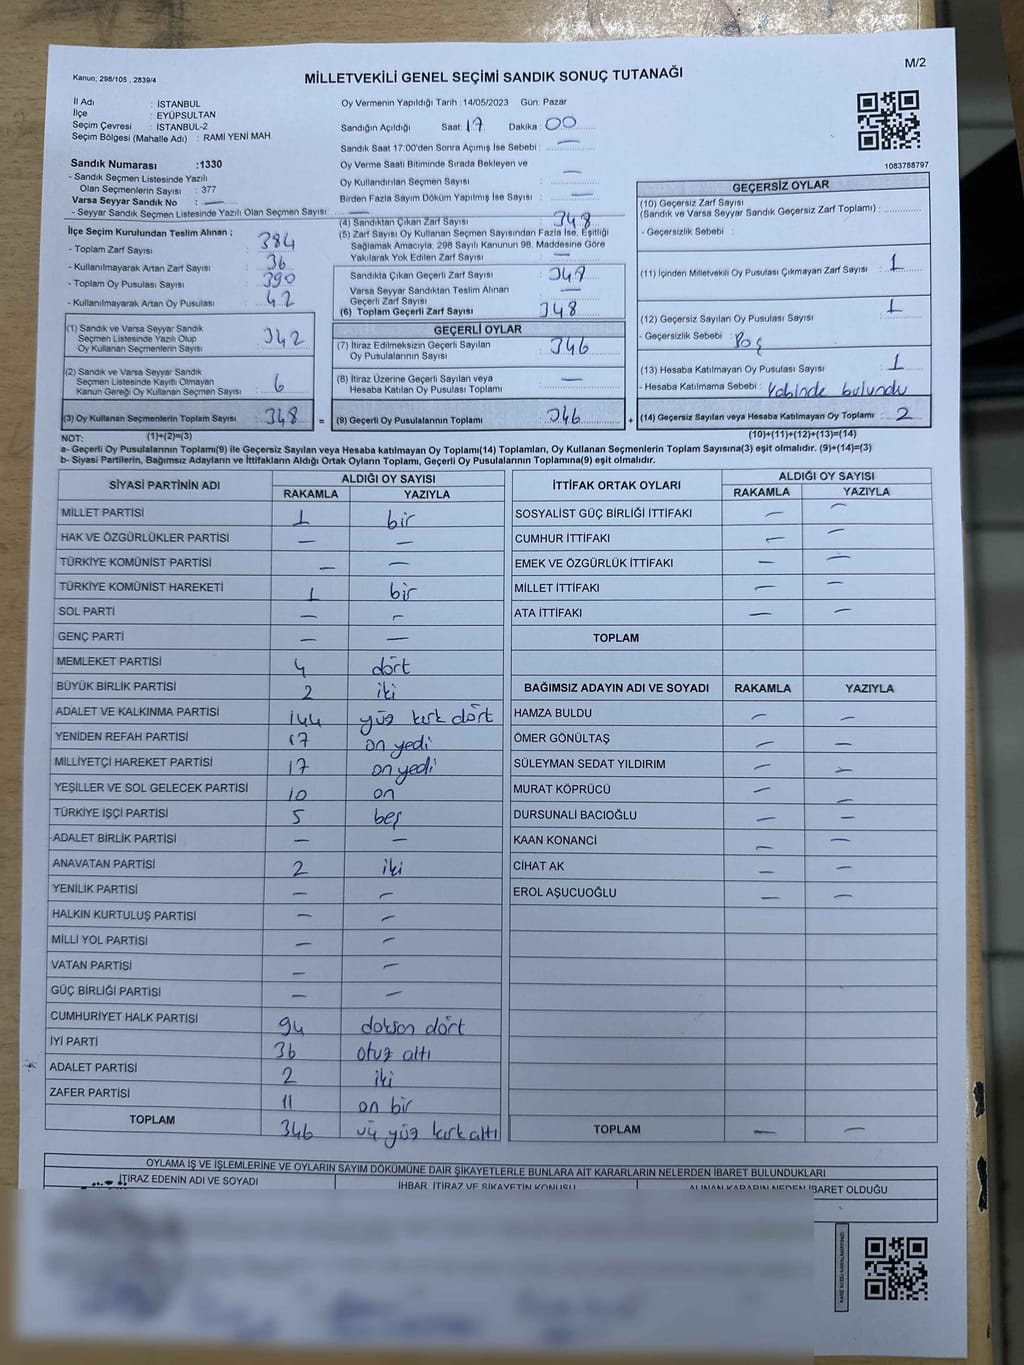 M/2
Kanun; 298/105 , 2839/4
MİLLETVEKİLİ GENEL SEÇİMİ SANDIK SONUÇ TUTANAĞI
İl Adı : İSTANBUL
İlçe : EYÜPSULTAN
Seçim Çevresi : İSTANBUL-2
Seçim Bölgesi (Mahalle Adı) : RAMİ YENİ MAH.
Oy Vermenin Yapıldığı Tarih : 14/05/2023 Gün: Pazar
Sandığın Açıldığı Saat: 17 Dakika : 00
Sandık Saat 17:00'den Sonra Açımış İse Sebebi : —
Oy Verme Saati Bitiminde Sırada Bekleyen ve
Oy Kullandırılan Seçmen Sayısı : —
Birden Fazla Sayım Döküm Yapılmış İse Sayısı : —
1083788797
Sandık Numarası :1330
- Sandık Seçmen Listesinde Yazılı
Olan Seçmenlerin Sayısı : 377
Varsa Seyyar Sandık No : —
- Seyyar Sandık Seçmen Listesinde Yazılı Olan Seçmen Sayısı: —
İlçe Seçim Kurulundan Teslim Alınan ;
- Toplam Zarf Sayısı : 384
- Kullanılmayarak Artan Zarf Sayısı : 36
- Toplam Oy Pusulası Sayısı : 390
- Kullanılmayarak Artan Oy Pusulası : 42
(1) Sandık ve Varsa Seyyar Sandık
Seçmen Listesinde Yazılı Olup
Oy Kullanan Seçmenlerin Sayısı : 342
(2) Sandık ve Varsa Seyyar Sandık
Seçmen Listesinde Kayıtlı Olmayan
Kanun Gereği Oy Kullanan Seçmen Sayısı : 6
(3) Oy Kullanan Seçmenlerin Toplam Sayısı : 348 =
(4) Sandıktan Çıkan Zarf Sayısı : 348
(5) Zarf Sayısı Oy Kullanan Seçmen Sayısından Fazla İse, Eşitliği
Sağlamak Amacıyla; 298 Sayılı Kanunun 98. Maddesine Göre
Yakılarak Yok Edilen Zarf Sayısı : —
Sandıkta Çıkan Geçerli Zarf Sayısı :
Varsa Seyyar Sandıktan Teslim Alınan
Geçerli Zarf Sayısı : —
(6) Toplam Geçerli Zarf Sayısı : 348
GEÇERLİ OYLAR
(7) İtiraz Edilmeksizin Geçerli Sayılan
Oy Pusulalarının Sayısı : 346
(8) İtiraz Üzerine Geçerli Sayılan veya
Hesaba Katılan Oy Pusulası Toplamı : —
(9) Geçerli Oy Pusulalarının Toplamı : 346 +
GEÇERSİZ OYLAR
(10) Geçersiz Zarf Sayısı
(Sandık ve Varsa Seyyar Sandık Geçersiz Zarf Toplamı) :
- Geçersizlik Sebebi :
(11) İçinden Milletvekili Oy Pusulası Çıkmayan Zarf Sayısı : 1
(12) Geçersiz Sayılan Oy Pusulası Sayısı : 1
- Geçersizlik Sebebi : Boş
(13) Hesaba Katılmayan Oy Pusulası Sayısı : 1
- Hesaba Katılmama Sebebi : Kabinde bulundu
(14) Geçersiz Sayılan veya Hesaba Katılmayan Oy Toplamı : 2
NOT: (1)+(2)=(3) (10)+(11)+(12)+(13)=(14)
a- Geçerli Oy Pusulasının Toplamı(9) ile Geçersiz Sayılan veya Hesaba katılmayan Oy Toplamı(14) Toplamları, Oy Kullanan Seçmenlerin Toplam Sayısına(3) eşit olmalıdır. (9)+(14)=(3)
b- Siyasi Partilerin, Bağımsız Adayların ve İttifakların Aldığı Ortak Oyların Toplamı, Geçerli Oy Pusulalarının Toplamına(9) eşit olmalıdır.
SİYASİ PARTİNİN ADI ALDIĞI OY SAYISI
RAKAMLA YAZIYLA
MİLLET PARTİSİ 1 bir
HAK VE ÖZGÜRLÜKLER PARTİSİ — —
TÜRKİYE KOMÜNİST PARTİSİ — —
TÜRKİYE KOMÜNİST HAREKETİ 1 bir
SOL PARTİ — —
GENÇ PARTİ — —
MEMLEKET PARTİSİ 4 dört
BÜYÜK BİRLİK PARTİSİ 2 iki
ADALET VE KALKINMA PARTİSİ 144 yüz kırk dört
YENİDEN REFAH PARTİSİ 17 on yedi
MİLLİYETÇİ HAREKET PARTİSİ 17 on yedi
YEŞİLLER VE SOL GELECEK PARTİSİ 10 on
TÜRKİYE İŞÇİ PARTİSİ 5 beş
ADALET BİRLİK PARTİSİ — —
ANAVATAN PARTİSİ 2 iki
YENİLİK PARTİSİ — —
HALKIN KURTULUŞ PARTİSİ — —
MİLLİ YOL PARTİSİ — —
VATAN PARTİSİ — —
GÜÇ BİRLİĞİ PARTİSİ — —
CUMHURİYET HALK PARTİSİ 94 doksan dört
İYİ PARTİ 36 otuz altı
ADALET PARTİSİ 2 iki
ZAFER PARTİSİ 11 on bir
TOPLAM 346 üç yüz kırk altı
İTTİFAK ORTAK OYLARI ALDIĞI OY SAYISI
RAKAMLA YAZIYLA
SOSYALİST GÜÇ BİRLİĞİ İTTİFAKI — —
CUMHUR İTTİFAKI — —
EMEK VE ÖZGÜRLÜK İTTİFAKI — —
MİLLET İTTİFAKI — —
ATA İTTİFAKI — —
TOPLAM
BAĞIMSIZ ADAYIN ADI VE SOYADI RAKAMLA YAZIYLA
HAMZA BULDU — —
ÖMER GÖNÜLTAŞ — —
SÜLEYMAN SEDAT YILDIRIM — —
MURAT KÖPRÜCÜ — —
DURSUNALİ BACIOĞLU — —
KAAN KONANCİ — —
CİHAT AK — —
EROL AŞUCUOĞLU — —
TOPLAM — —
OYLAMA İŞ VE İŞLEMLERİNE VE OYLARIN SAYIM DÖKÜMÜNE DAİR ŞİKAYETLERLE BUNLARA AİT KARARLARIN NELERDEN İBARET BULUNDUKLARI
İTİRAZ EDENİN ADI VE SOYADI İHBAR, İTİRAZ VE ŞİKAYETİN KONUSU ALINAN KARARIN NEDEN İBARET OLDUĞU
KARE KODU KARALAMAYINIZ!